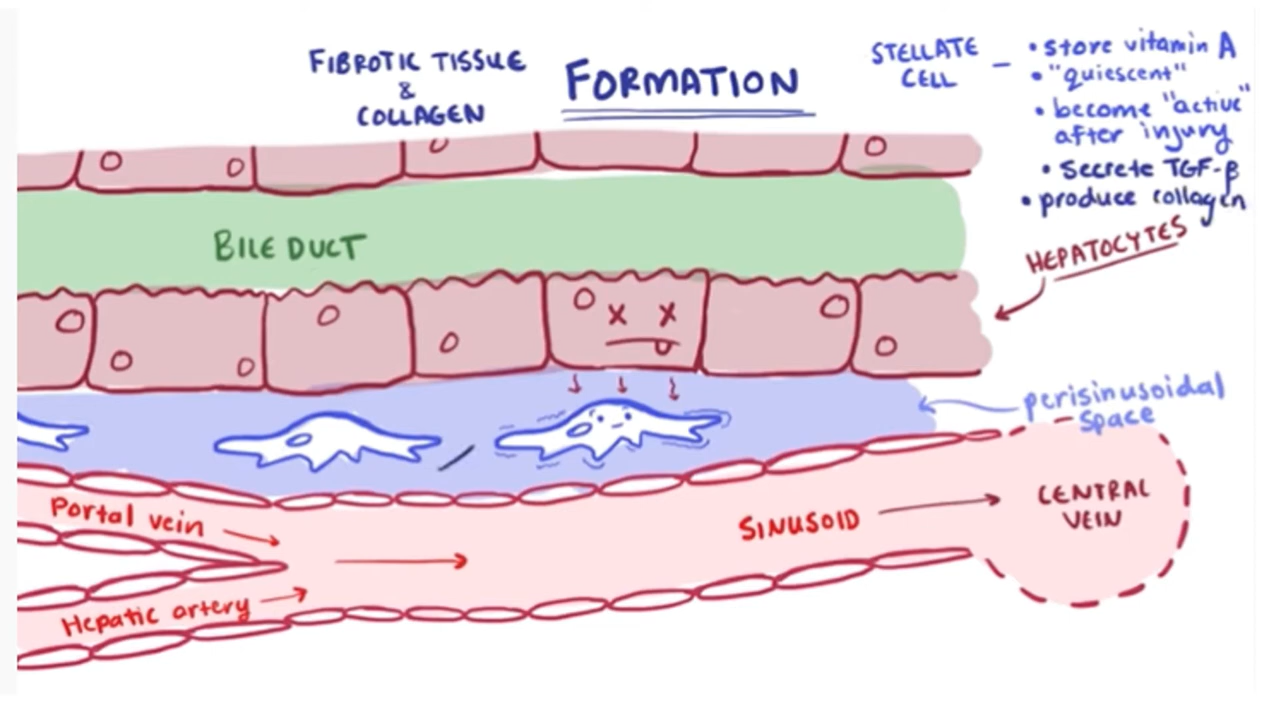 FIBROTIC TISSUE
&
COLLAGEN
FORMATION
STELLATE
CELL
–
• store vitamin A
• "quiescent"
• become "active"
after injury
• secrete TGF-β
• produce collagen
HEPATOCYTES
BILE DUCT
x x
perisinusoidal
space
Portal vein
SINUSOID
CENTRAL
VEIN
Hepatic artery